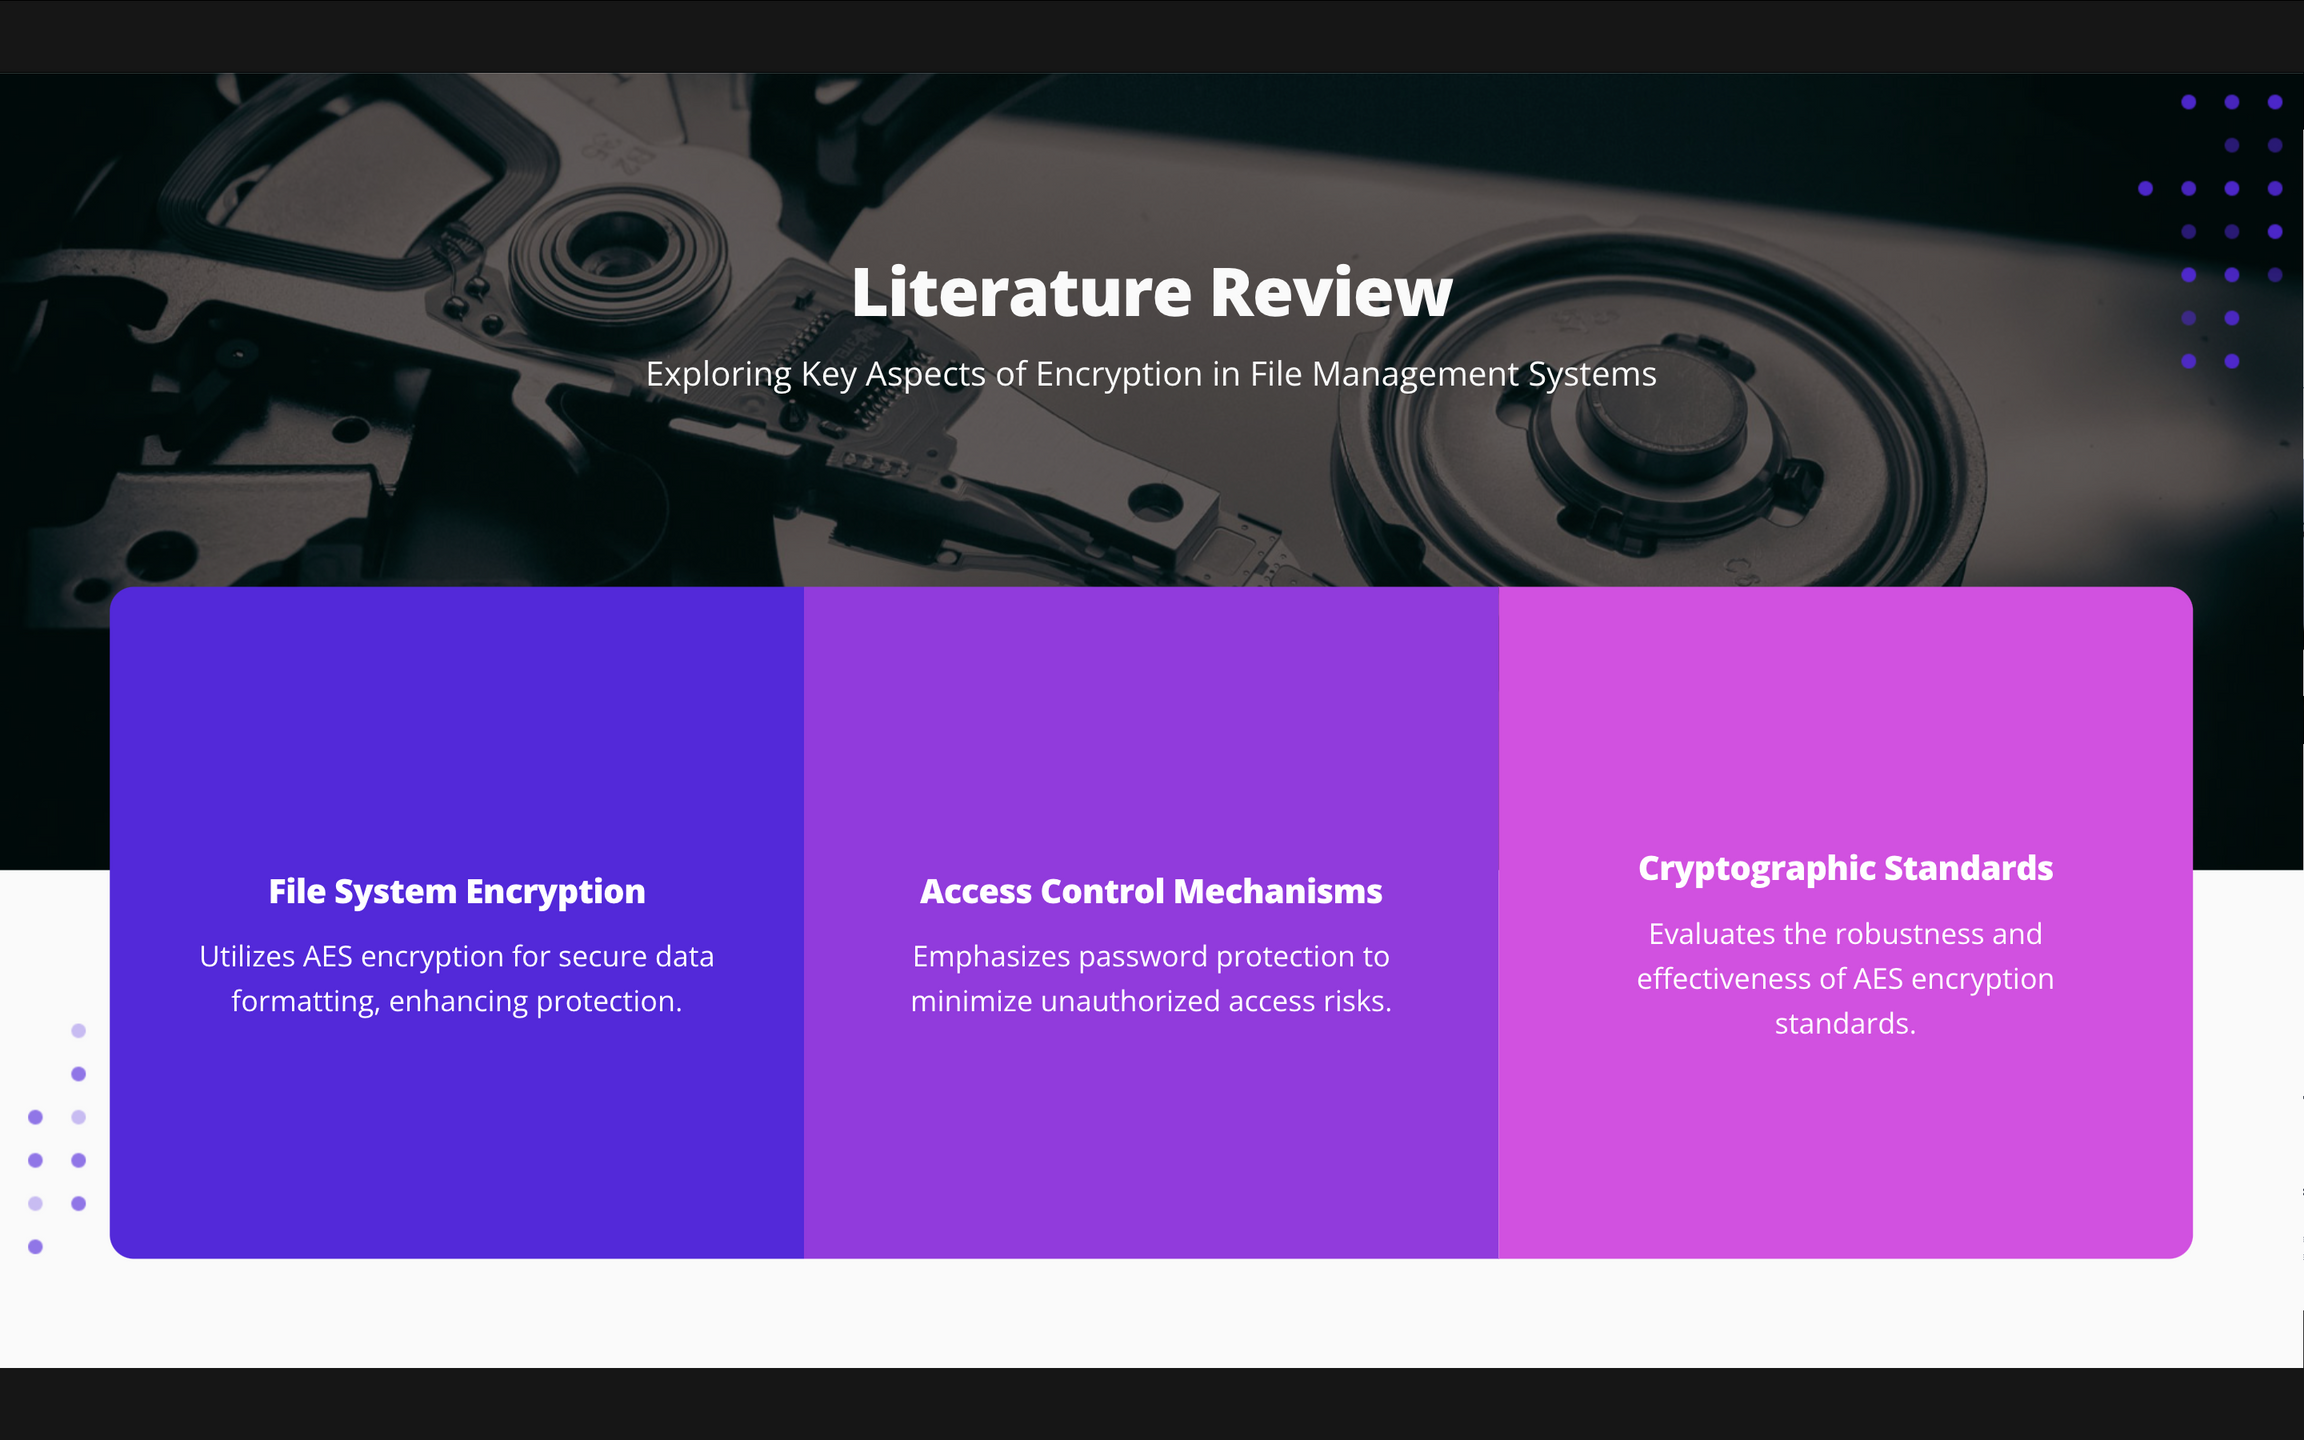 Literature Review
Exploring Key Aspects of Encryption in File Management Systems
File System Encryption
Utilizes AES encryption for secure data
formatting, enhancing protection.
Access Control Mechanisms
Emphasizes password protection to
minimize unauthorized access risks.
Cryptographic Standards
Evaluates the robustness and
effectiveness of AES encryption
standards.